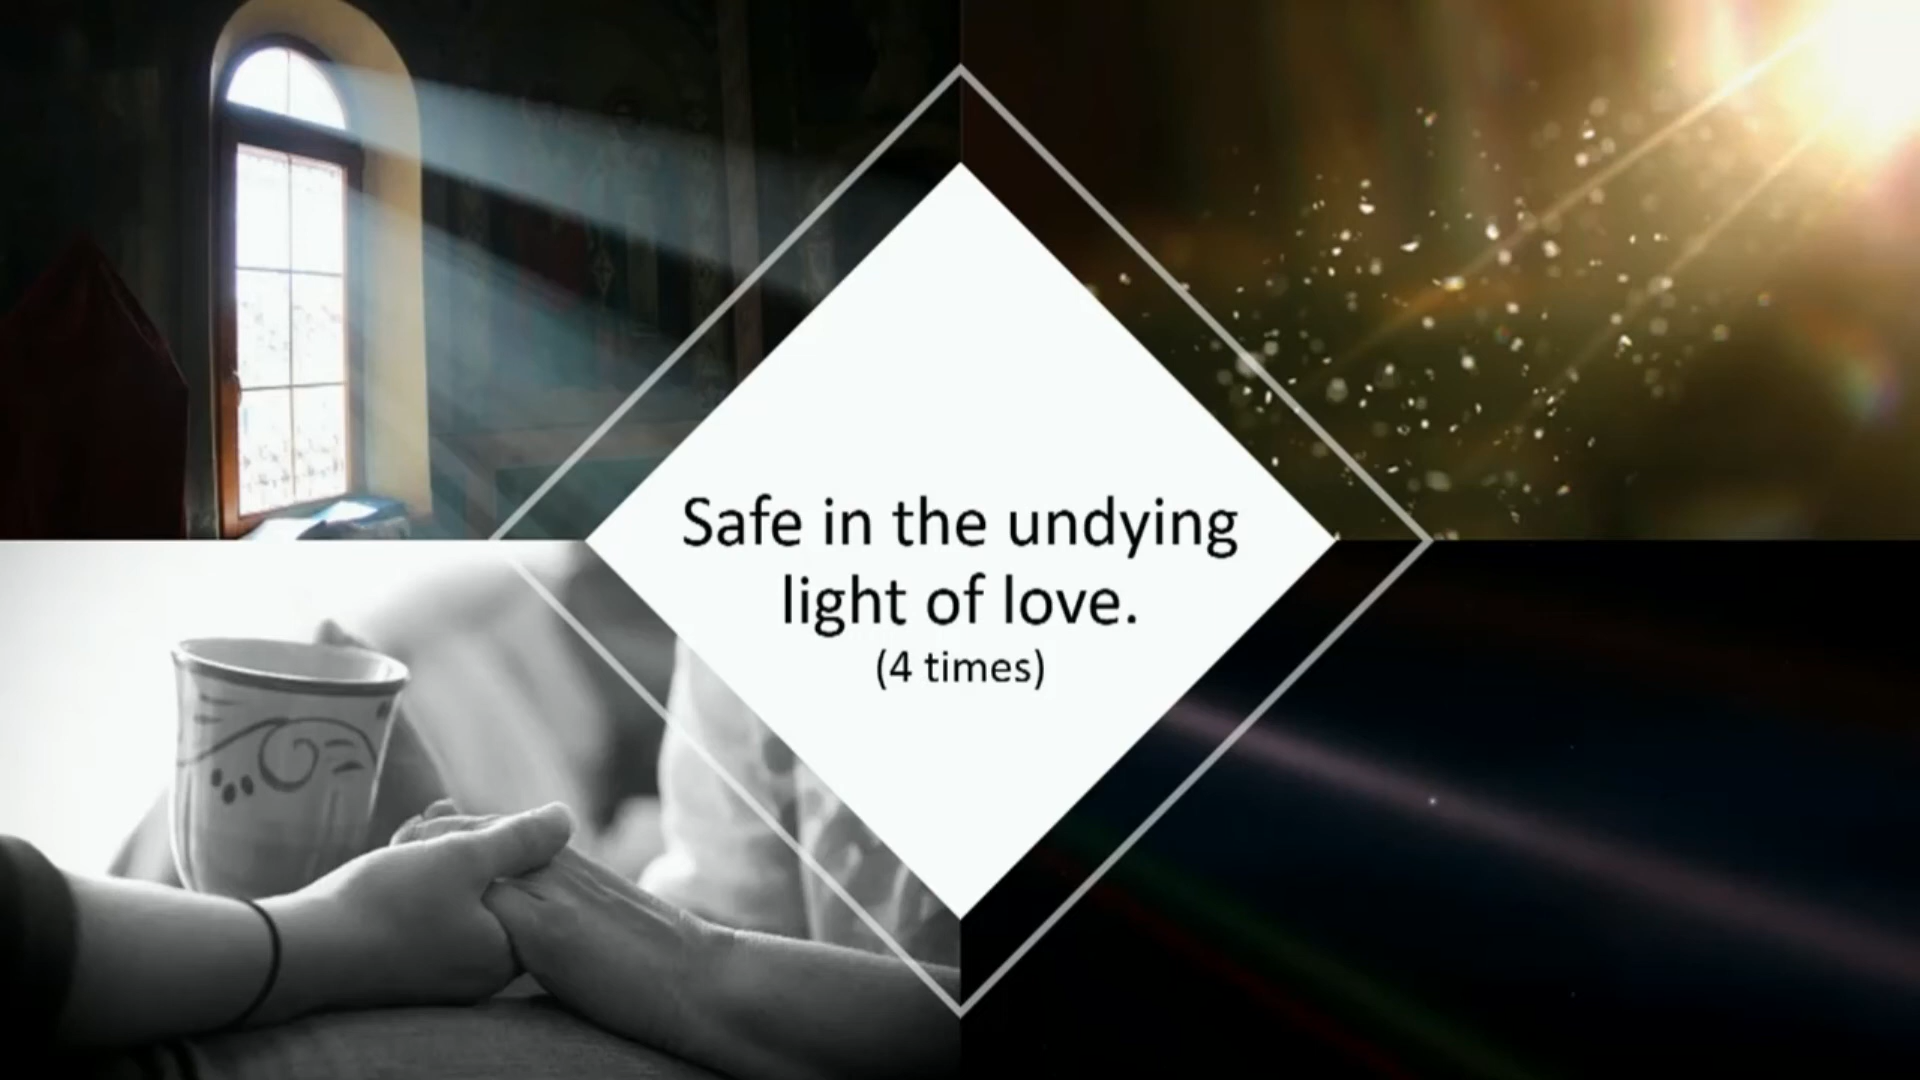 Safe in the undying
light of love.
(4 times)